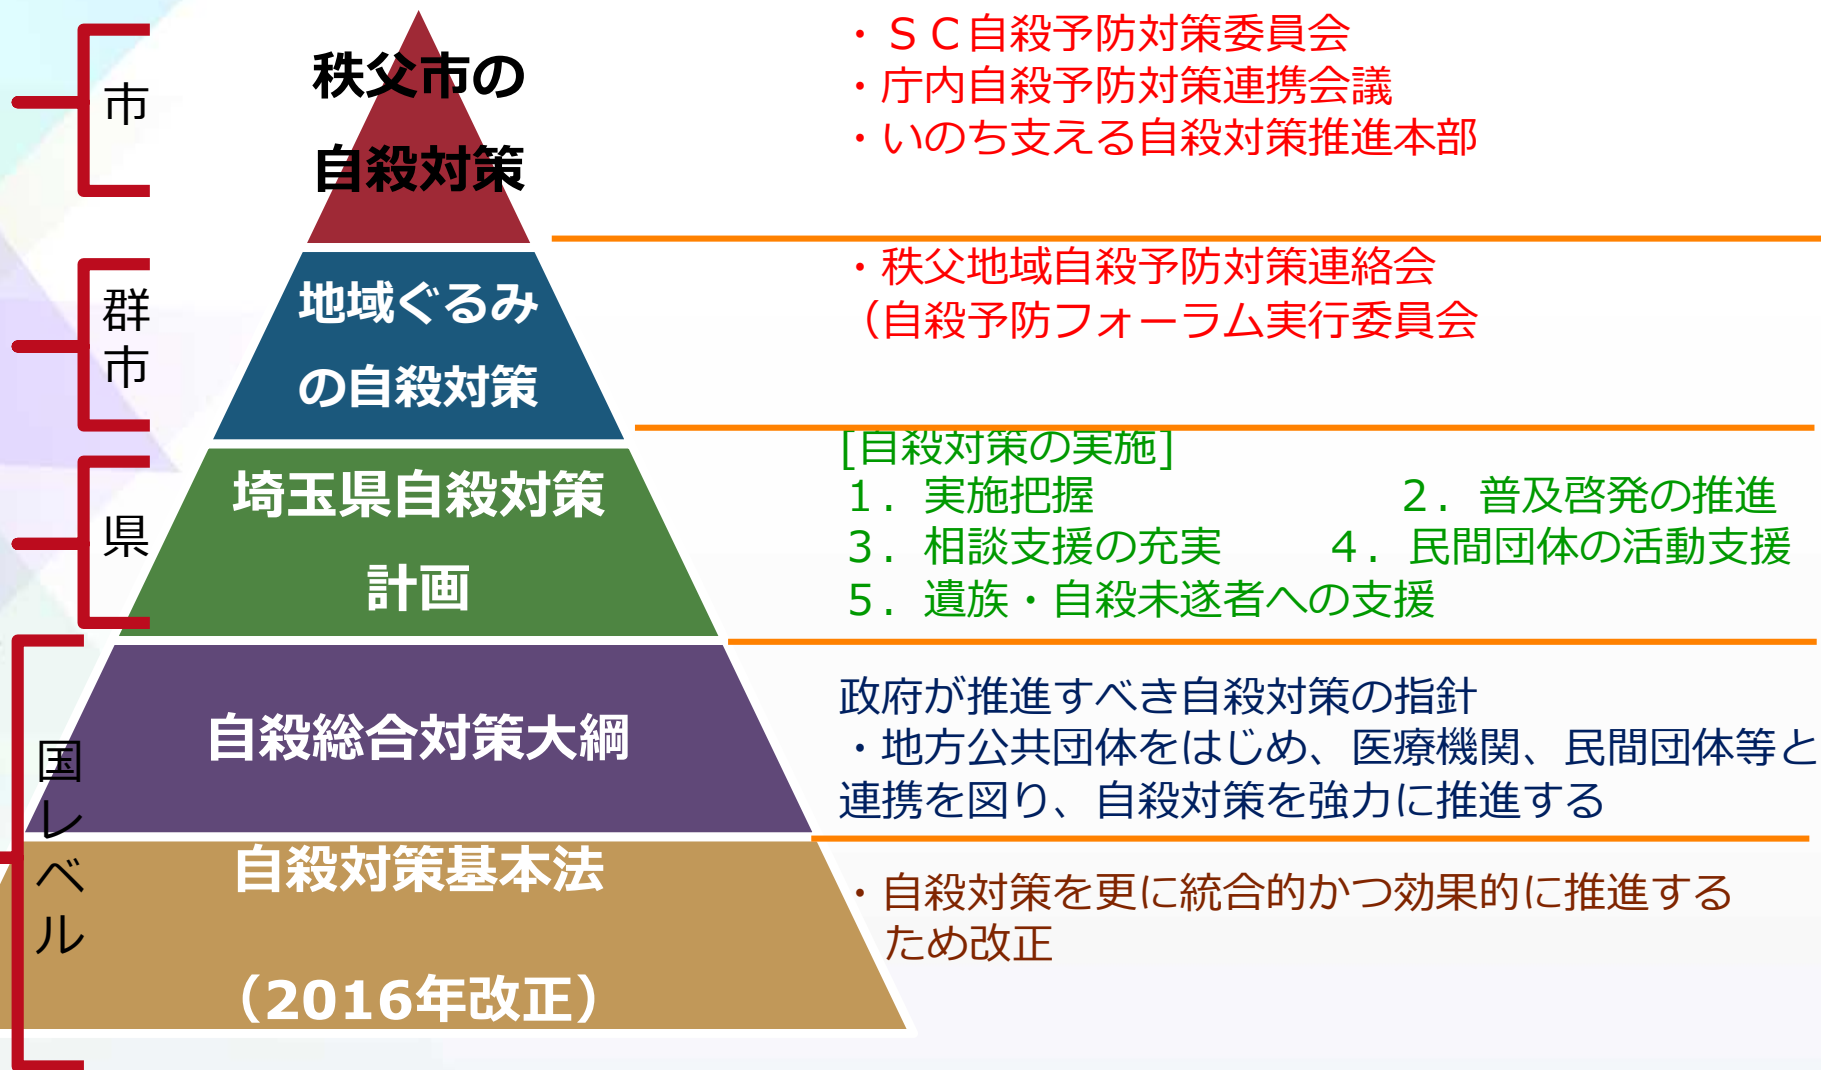 市
秩父市の
自殺対策
・ＳＣ自殺予防対策委員会
・庁内自殺予防対策連携会議
・いのち支える自殺対策推進本部
群市
地域ぐるみ
の自殺対策
・秩父地域自殺予防対策連絡会
（自殺予防フォーラム実行委員会
県
埼玉県自殺対策
計画
[自殺対策の実施]
１．実施把握　２．普及啓発の推進
３．相談支援の充実　４．民間団体の活動支援
５．遺族・自殺未遂者への支援
国レベル
自殺総合対策大綱
政府が推進すべき自殺対策の指針
・地方公共団体をはじめ、医療機関、民間団体等と
連携を図り、自殺対策を強力に推進する
自殺対策基本法
（2016年改正）
・自殺対策を更に統合的かつ効果的に推進する
ため改正